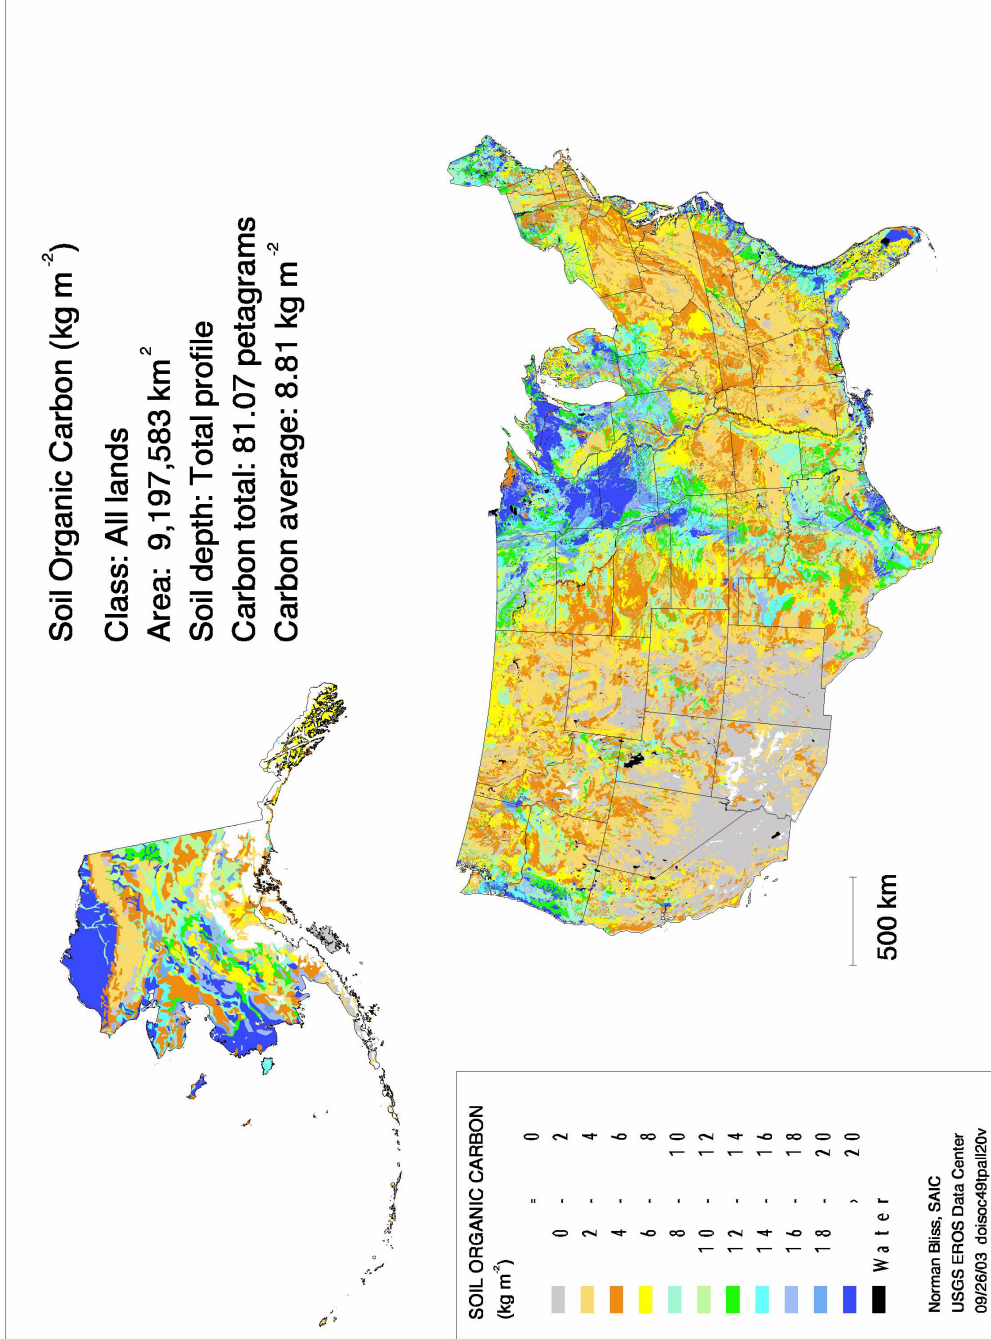 Soil Organic Carbon (kg m-2)
Class: All lands
Area: 9,197,583 km2
Soil depth: Total profile
Carbon total: 81.07 petagrams
Carbon average: 8.81 kg m-2
500 km
SOIL ORGANIC CARBON
(kg m-2)
= 0
0 - 2
2 - 4
4 - 6
6 - 8
8 - 10
10 - 12
12 - 14
14 - 16
16 - 18
18 - 20
> 20
Water
Norman Bliss, SAIC
USGS EROS Data Center
09/26/03 doisoc49tpall20v